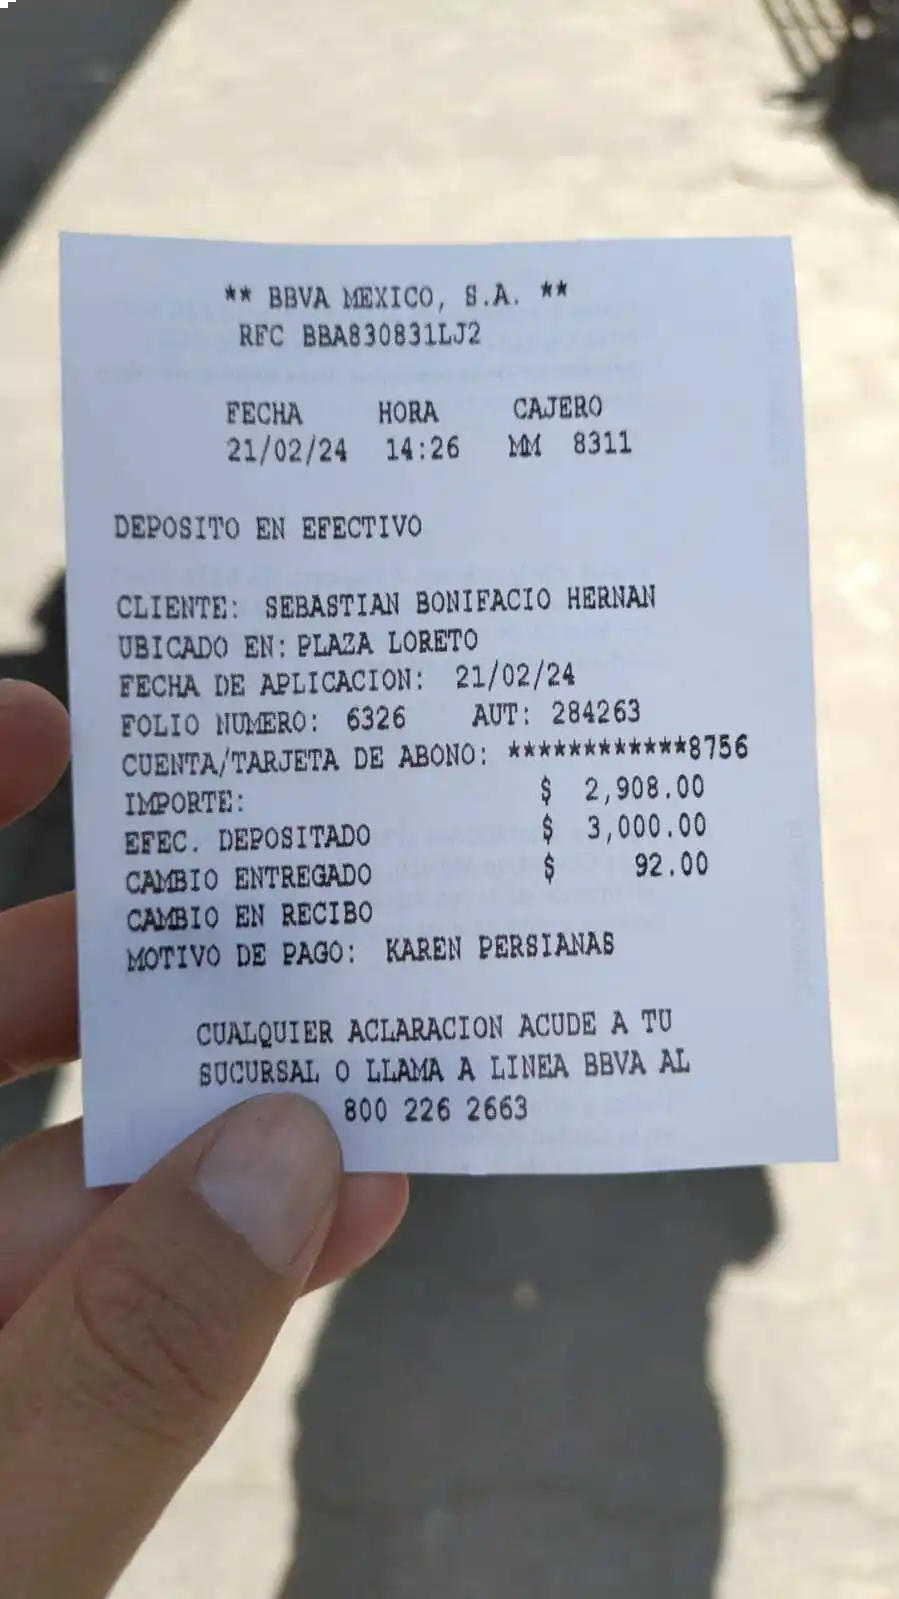 ** BBVA MEXICO, S.A. **
RFC BBA830831LJ2
FECHA HORA CAJERO
21/02/24 14:26 MM 8311
DEPOSITO EN EFECTIVO
CLIENTE: SEBASTIAN BONIFACIO HERNAN
UBICADO EN: PLAZA LORETO
FECHA DE APLICACION: 21/02/24
FOLIO NUMERO: 6326 AUT: 284263
CUENTA/TARJETA DE ABONO: ************8756
IMPORTE: $ 2,908.00
EFEC. DEPOSITADO $ 3,000.00
CAMBIO ENTREGADO $ 92.00
CAMBIO EN RECIBO
MOTIVO DE PAGO: KAREN PERSIANAS
CUALQUIER ACLARACION ACUDE A TU
SUCURSAL O LLAMA A LINEA BBVA AL
800 226 2663